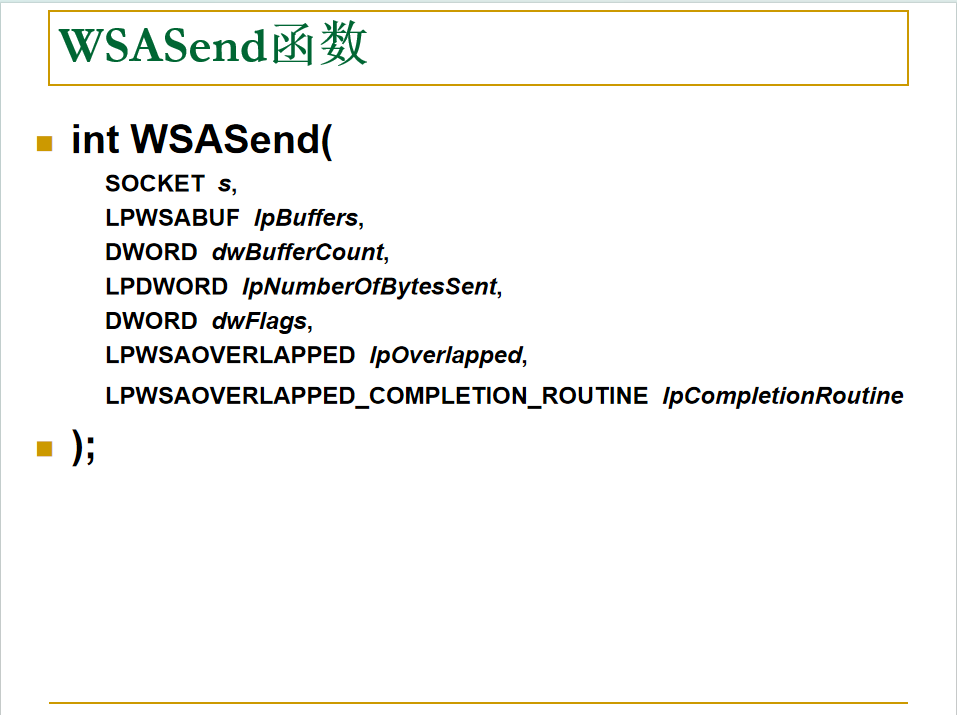 WSASend函数
int WSASend(
SOCKET s,
LPWSABUF lpBuffers,
DWORD dwBufferCount,
LPDWORD lpNumberOfBytesSent,
DWORD dwFlags,
LPWSAOVERLAPPED lpOverlapped,
LPWSAOVERLAPPED_COMPLETION_ROUTINE lpCompletionRoutine
);